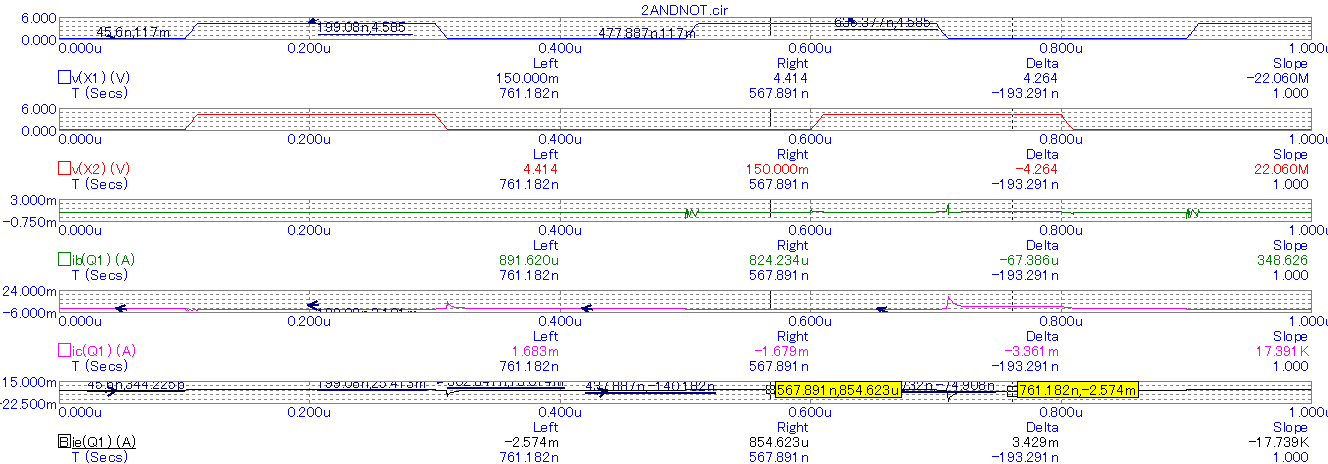 2ANDNOT.cir
6.000
45.6n,117m 199.08n,4.585 477.887n,117m
0.000
0.000u 0.200u 0.400u 0.600u 0.800u 1.000u
Left Right Delta Slope
v(X1) (V) 150.000m 4.414 4.264 -22.060M
T (Secs) 761.182n 567.891n -193.291n 1.000
6.000
0.000
0.000u 0.200u 0.400u 0.600u 0.800u 1.000u
Left Right Delta Slope
v(X2) (V) 4.414 150.000m -4.264 22.060M
T (Secs) 761.182n 567.891n -193.291n 1.000
3.000m
-0.750m
0.000u 0.200u 0.400u 0.600u 0.800u 1.000u
Left Right Delta Slope
ib(Q1) (A) 891.620u 824.234u -67.386u 348.626
T (Secs) 761.182n 567.891n -193.291n 1.000
24.000m
-6.000m
0.000u 0.200u 0.400u 0.600u 0.800u 1.000u
Left Right Delta Slope
ic(Q1) (A) 1.683m -1.679m -3.361m 17.391K
T (Secs) 761.182n 567.891n -193.291n 1.000
15.000m
45.6n,344.225p 199.08n,25.413m 437.887n,-140.182n 567.891n,854.623u 761.182n,-2.574m
-22.500m
0.000u 0.200u 0.400u 0.600u 0.800u 1.000u
Left Right Delta Slope
B ie(Q1) (A) -2.574m 854.623u 3.429m -17.739K
T (Secs) 761.182n 567.891n -193.291n 1.000